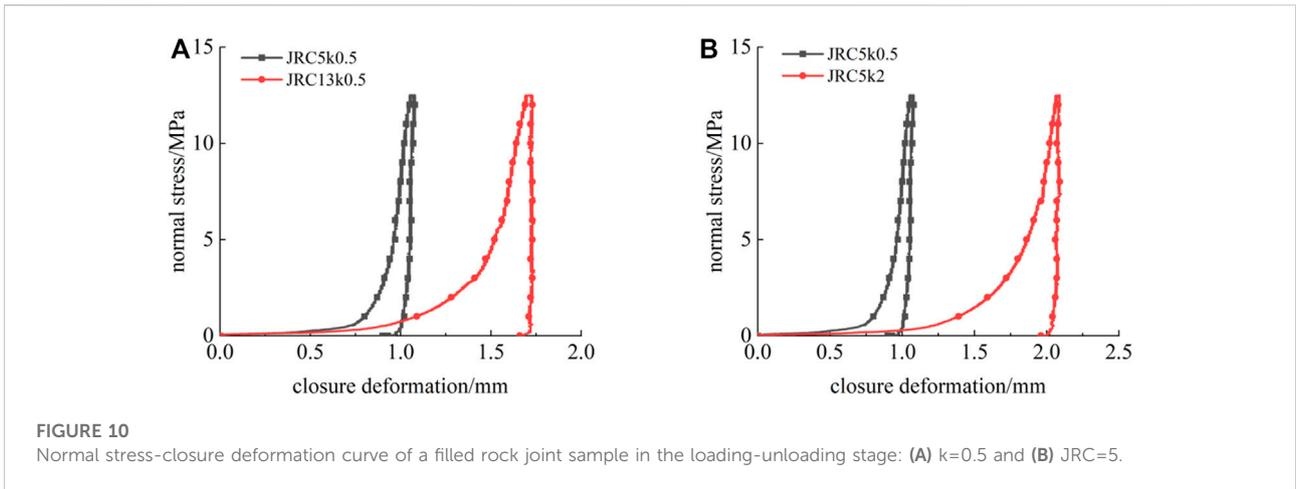 A
15
JRC5k0.5
JRC13k0.5
normal stress/MPa
10
5
0
0.0 0.5 1.0 1.5 2.0
closure deformation/mm
B
15
JRC5k0.5
JRC5k2
normal stress/MPa
10
5
0
0.0 0.5 1.0 1.5 2.0 2.5
closure deformation/mm
FIGURE 10
Normal stress-closure deformation curve of a filled rock joint sample in the loading-unloading stage: (A) k=0.5 and (B) JRC=5.